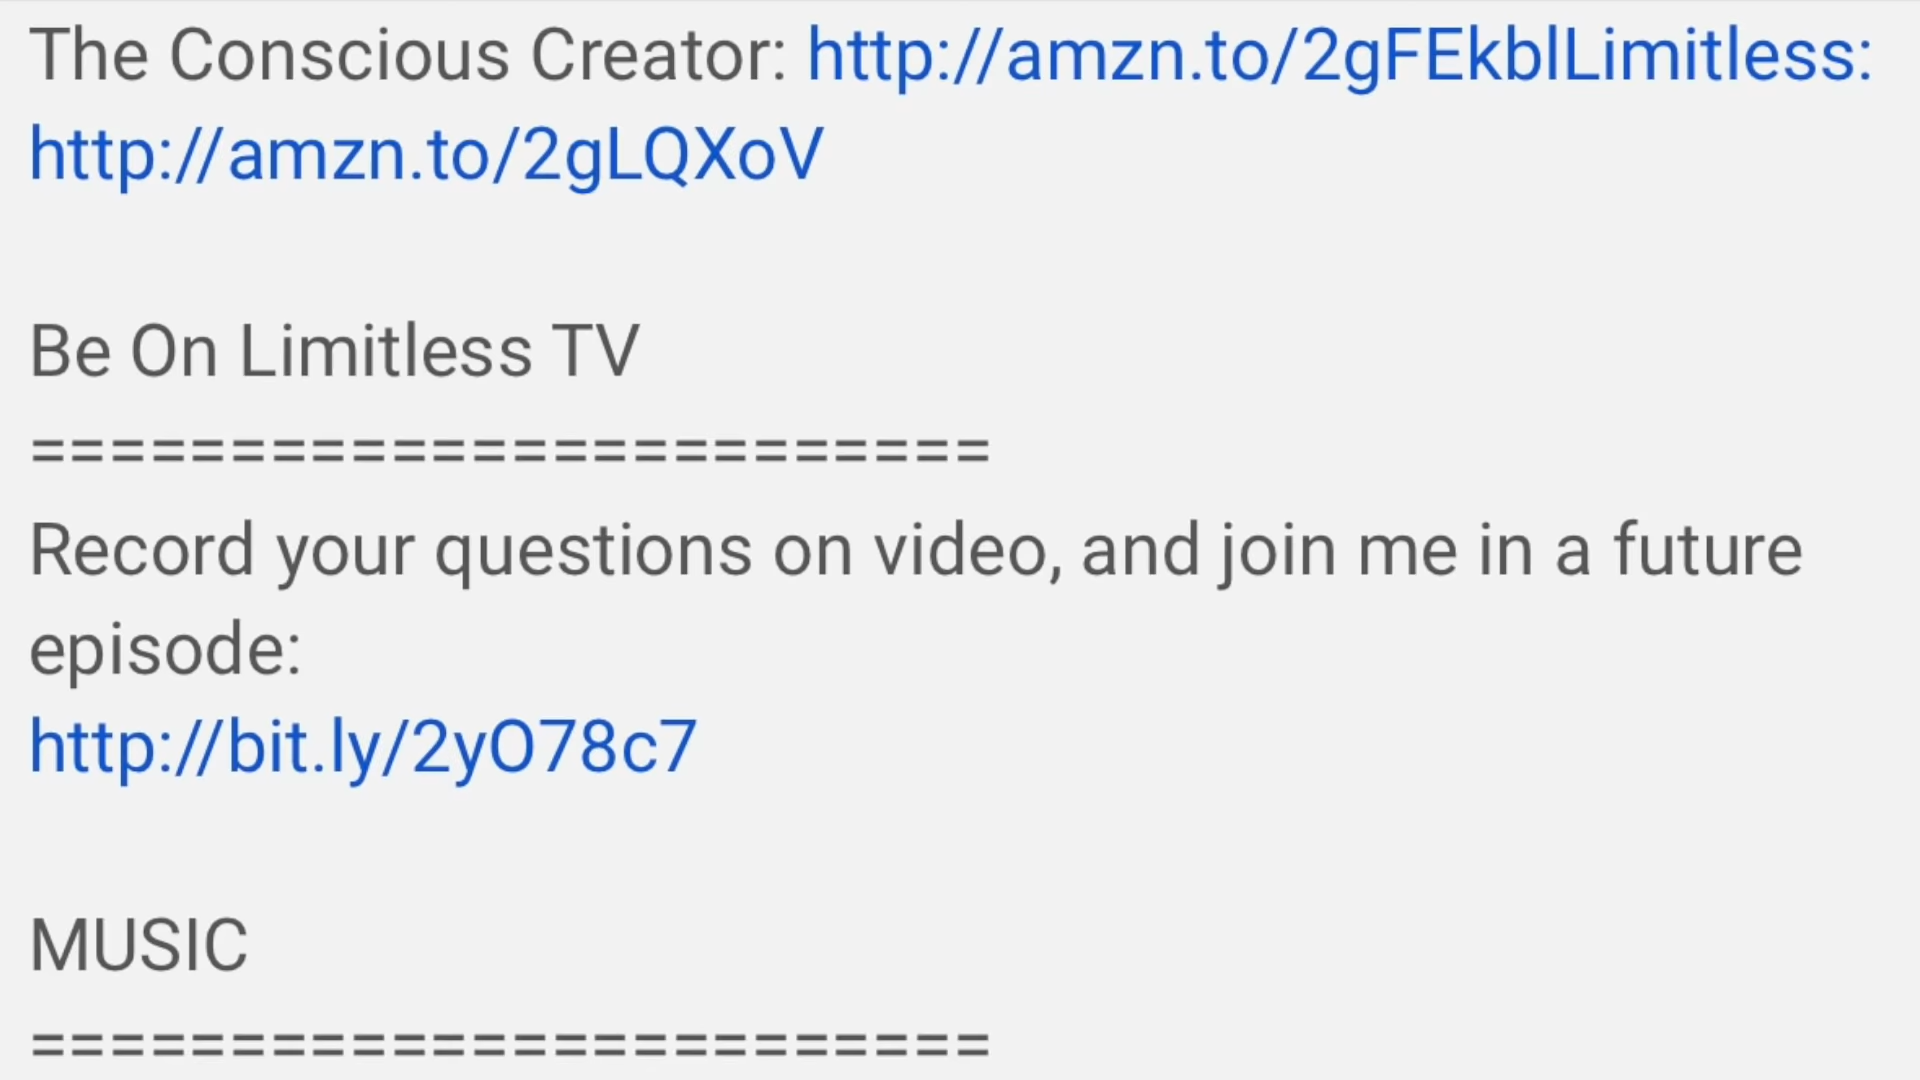 The Conscious Creator: http://amzn.to/2gFEkblLimitless:
http://amzn.to/2gLQXoV
Be On Limitless TV
========================
Record your questions on video, and join me in a future
episode:
http://bit.ly/2yO78c7
MUSIC
========================